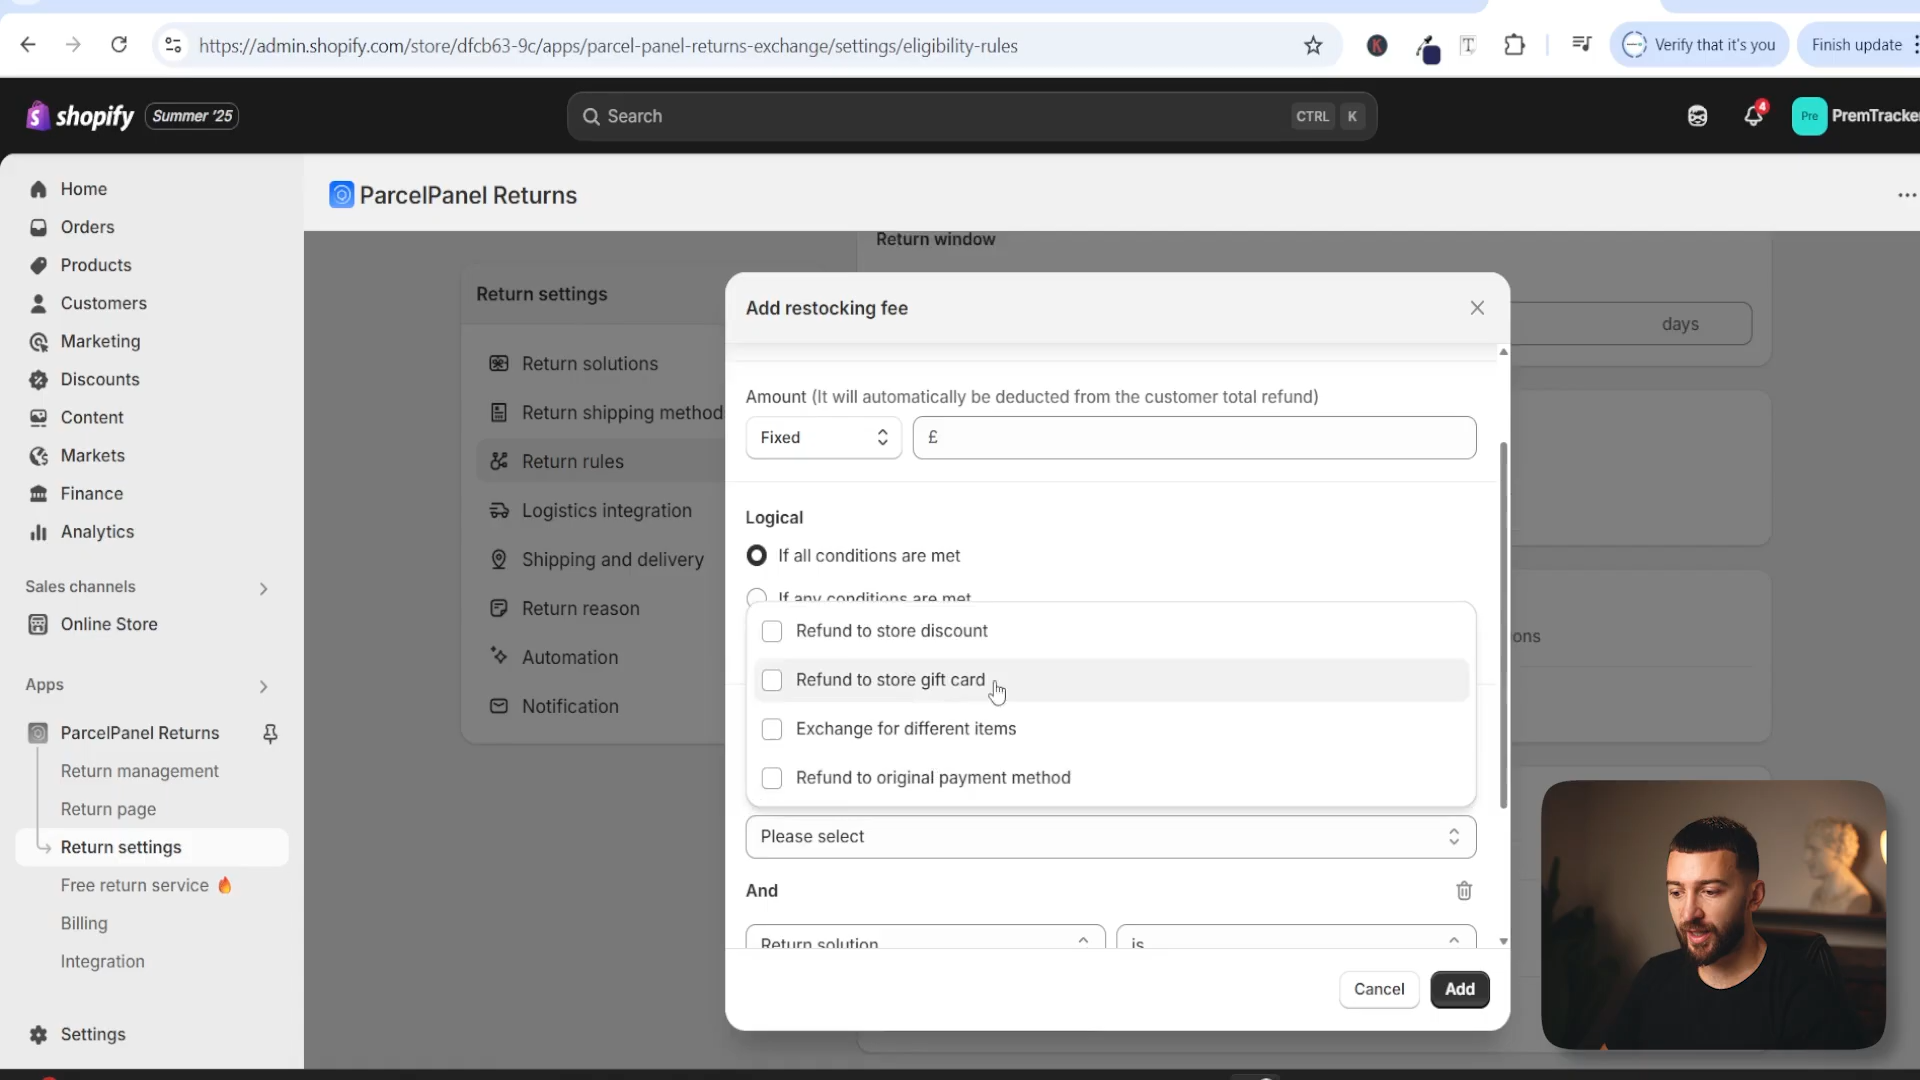 https://admin.shopify.com/store/dfcb63-9c/apps/parcel-panel-returns-exchange/settings/eligibility-rules
Verify that it's you
Finish update
shopify
Summer '25
Search
CTRL
K
4
Pre
PremTracker
Home
Orders
Products
Customers
Marketing
Discounts
Content
Markets
Finance
Analytics
Sales channels
Online Store
Apps
ParcelPanel Returns
Return management
Return page
Return settings
Free return service
Billing
Integration
Settings
ParcelPanel Returns
Return settings
Return solutions
Return shipping method
Return rules
Logistics integration
Shipping and delivery
Return reason
Automation
Notification
Return window
days
ons
Add restocking fee
Amount (It will automatically be deducted from the customer total refund)
Fixed
£
Logical
If all conditions are met
If any conditions are met
Refund to store discount
Refund to store gift card
Exchange for different items
Refund to original payment method
Please select
And
Return solution
is
Cancel
Add